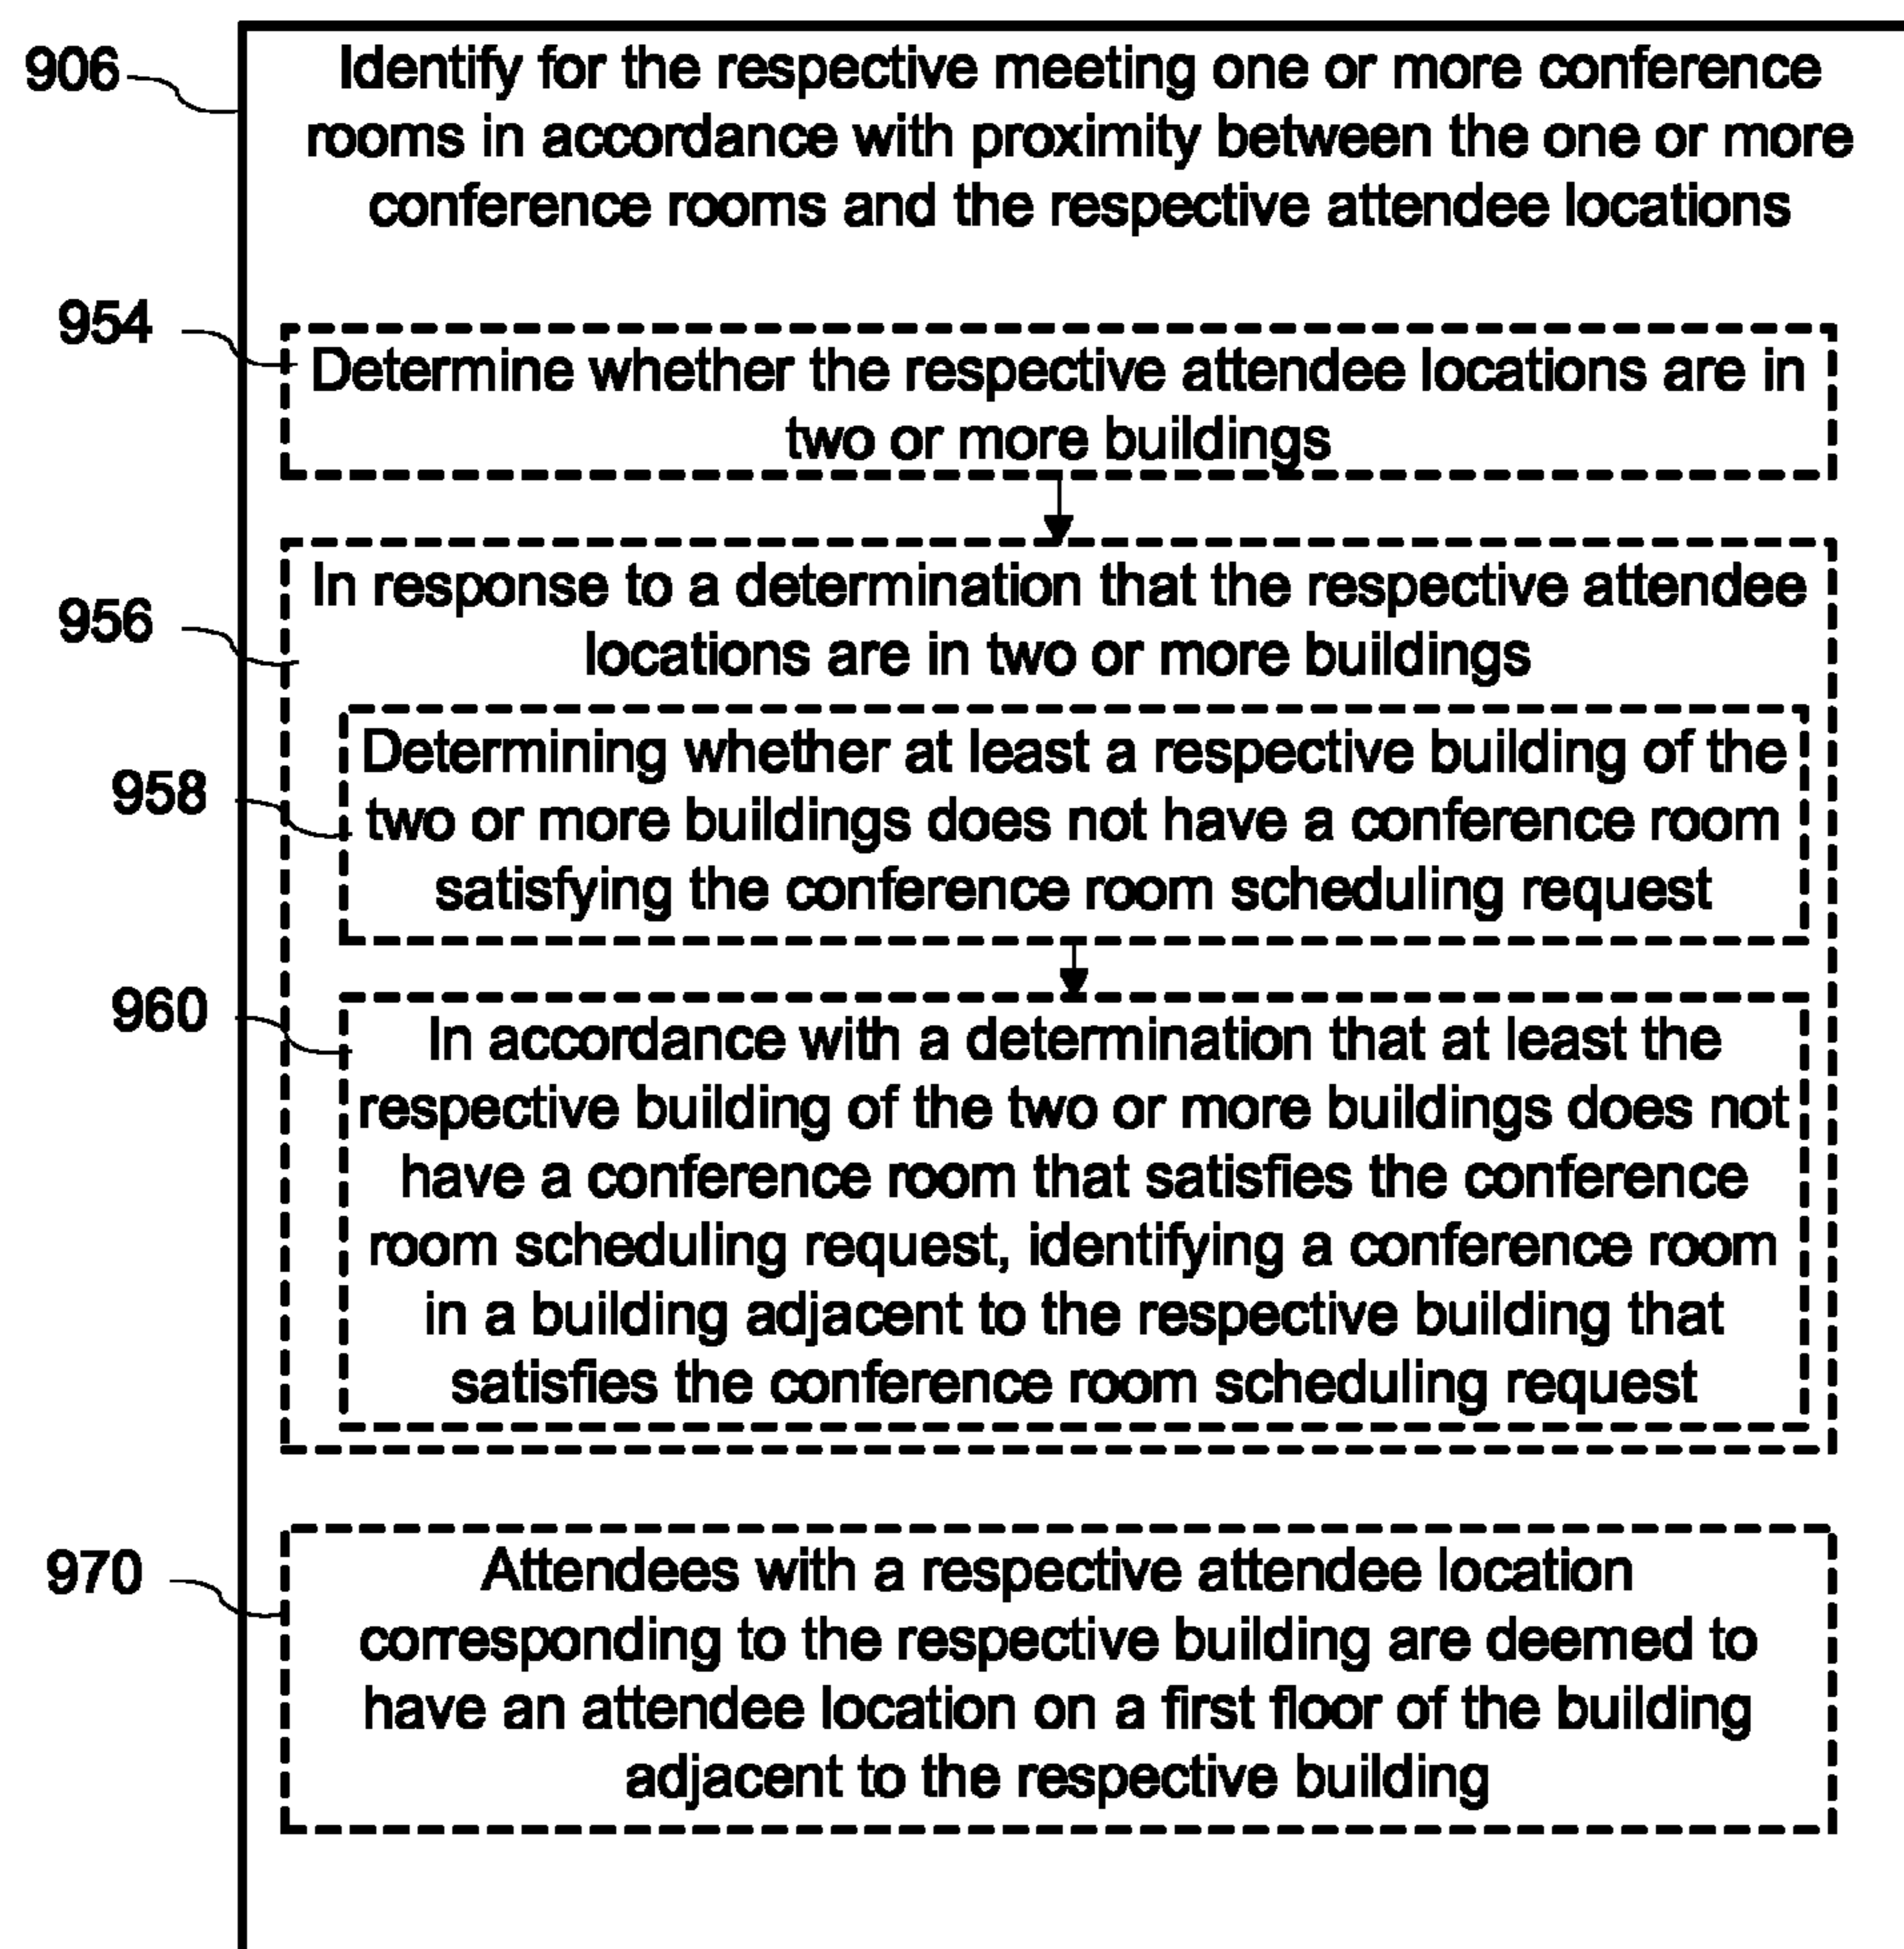 906
Identify for the respective meeting one or more conference
rooms in accordance with proximity between the one or more
conference rooms and the respective attendee locations
954
Determine whether the respective attendee locations are in
two or more buildings
956
In response to a determination that the respective attendee
locations are in two or more buildings
958
Determining whether at least a respective building of the
two or more buildings does not have a conference room
satisfying the conference room scheduling request
960
In accordance with a determination that at least the
respective building of the two or more buildings does not
have a conference room that satisfies the conference
room scheduling request, identifying a conference room
in a building adjacent to the respective building that
satisfies the conference room scheduling request
970
Attendees with a respective attendee location
corresponding to the respective building are deemed to
have an attendee location on a first floor of the building
adjacent to the respective building